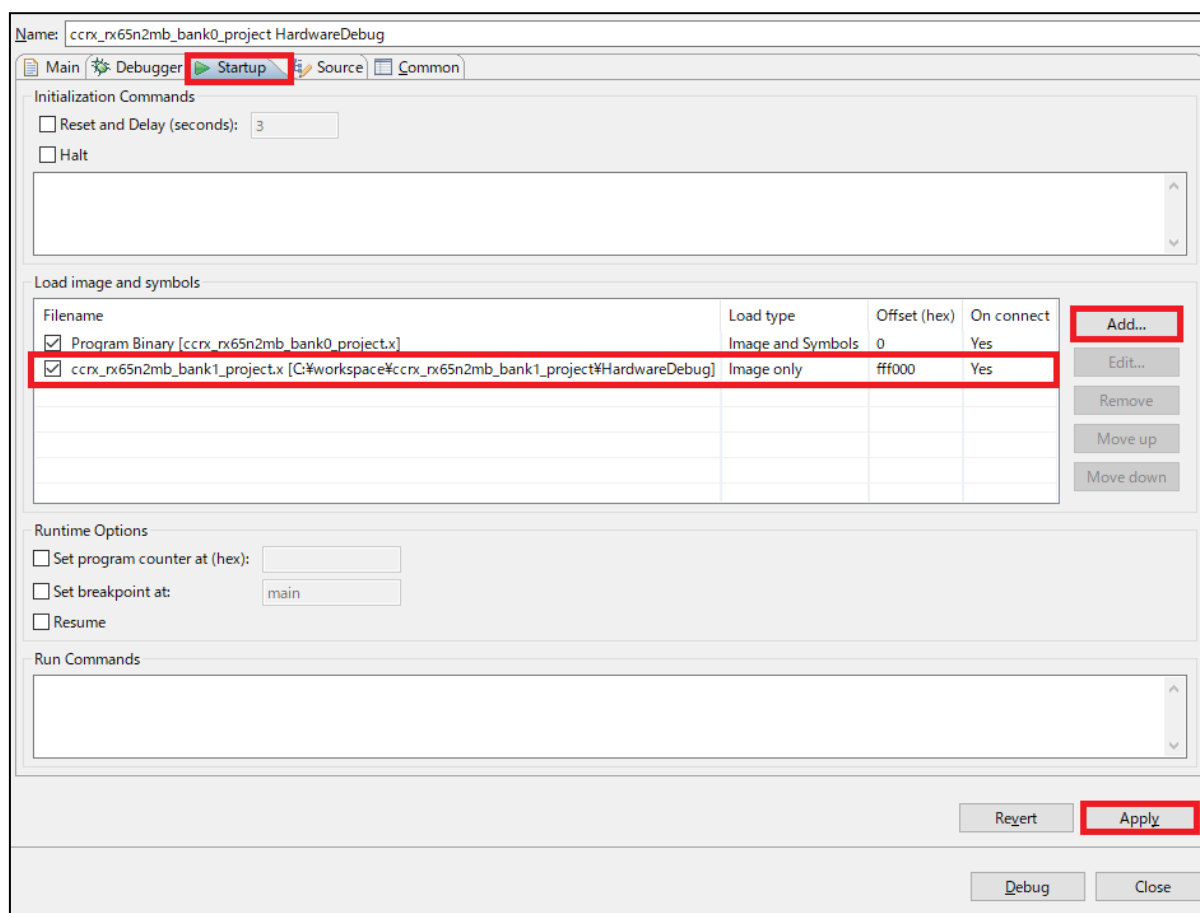 Name: ccrx_rx65n2mb_bank0_project HardwareDebug
Main Debugger Startup Source Common
Initialization Commands
Reset and Delay (seconds): 3
Halt
Load image and symbols
Filename Load type Offset (hex) On connect
Program Binary [ccrx_rx65n2mb_bank0_project.x] Image and Symbols 0 Yes
ccrx_rx65n2mb_bank1_project.x [C:¥workspace¥ccrx_rx65n2mb_bank1_project¥HardwareDebug] Image only fff000 Yes
Add...
Edit...
Remove
Move up
Move down
Runtime Options
Set program counter at (hex):
Set breakpoint at: main
Resume
Run Commands
Revert Apply
Debug Close